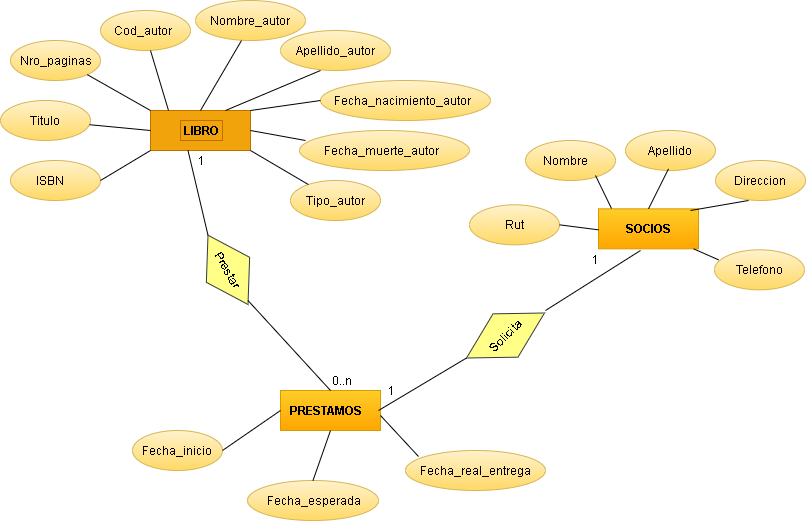 Nombre_autor
Cod_autor
Apellido_autor
Nro_paginas
Fecha_nacimiento_autor
Titulo
LIBRO
Fecha_muerte_autor
1
ISBN
Tipo_autor
Nombre
Apellido
Direccion
Rut
SOCIOS
1
Telefono
Prestar
Solicita
0..n
1
PRESTAMOS
Fecha_inicio
Fecha_real_entrega
Fecha_esperada